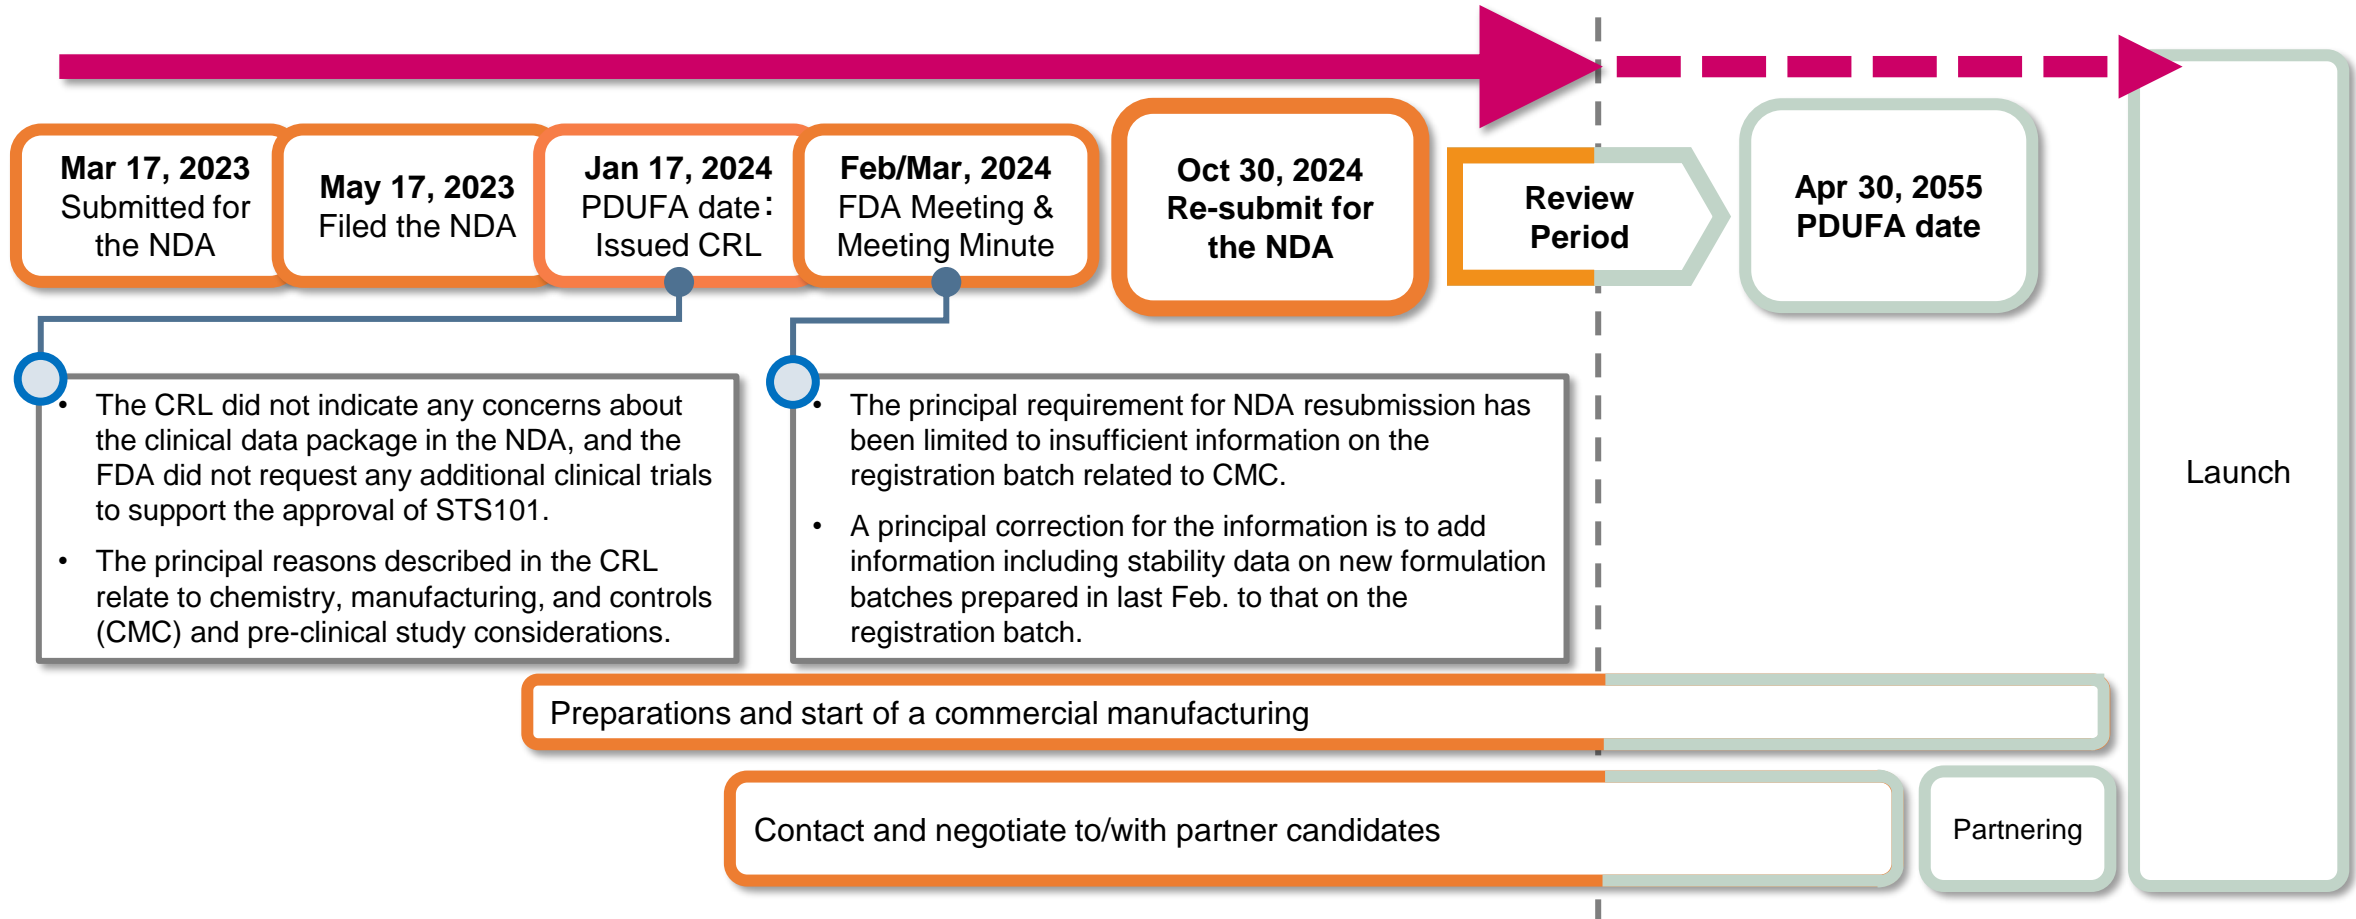 Mar 17, 2023
Submitted for
the NDA
May 17, 2023
Filed the NDA
Jan 17, 2024
PDUFA date：
Issued CRL
Feb/Mar, 2024
FDA Meeting &
Meeting Minute
Oct 30, 2024
Re-submit for
the NDA
Review
Period
Apr 30, 2055
PDUFA date
• The CRL did not indicate any concerns about
the clinical data package in the NDA, and the
FDA did not request any additional clinical trials
to support the approval of STS101.
• The principal reasons described in the CRL
relate to chemistry, manufacturing, and controls
(CMC) and pre-clinical study considerations.
• The principal requirement for NDA resubmission has
been limited to insufficient information on the
registration batch related to CMC.
• A principal correction for the information is to add
information including stability data on new formulation
batches prepared in last Feb. to that on the
registration batch.
Launch
Preparations and start of a commercial manufacturing
Contact and negotiate to/with partner candidates
Partnering